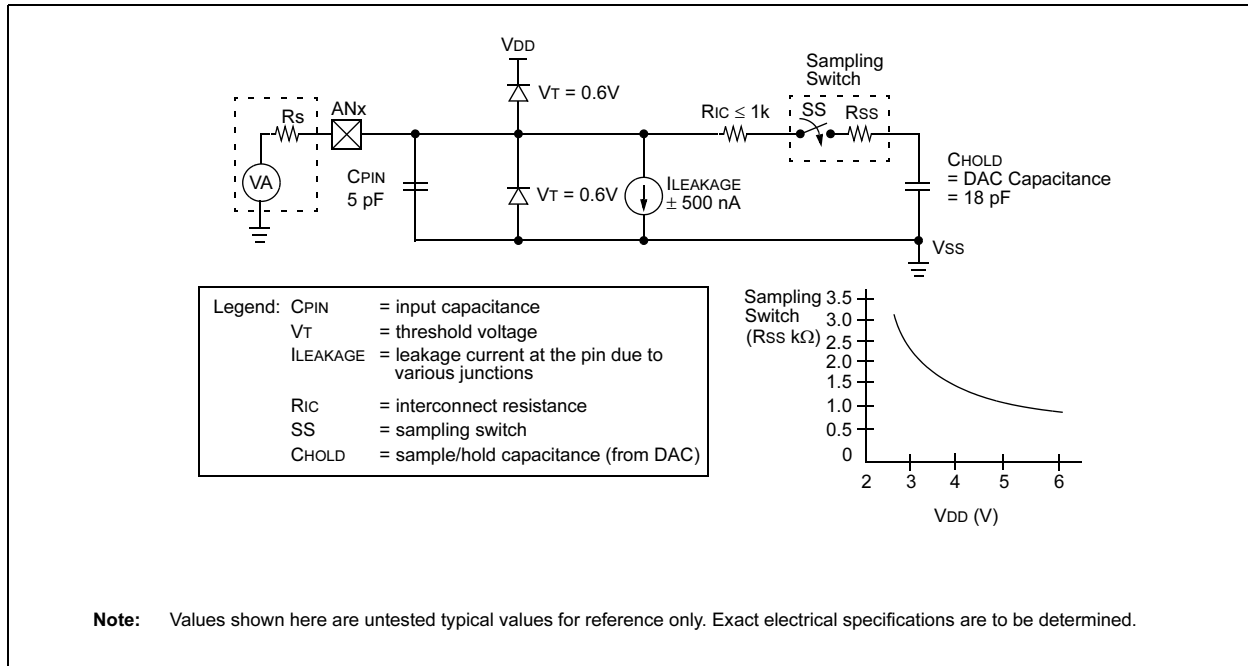 VDD
Sampling
Switch
VT = 0.6V
RIC ≤ 1k
SS
RSS
Rs
ANx
VA
CPIN
5 pF
VT = 0.6V
ILEAKAGE
± 500 nA
CHOLD
= DAC Capacitance
= 18 pF
VSS
Legend: CPIN = input capacitance
VT = threshold voltage
ILEAKAGE = leakage current at the pin due to
various junctions
RIC = interconnect resistance
SS = sampling switch
CHOLD = sample/hold capacitance (from DAC)
Sampling
Switch
(RSS kΩ)
3.5
3.0
2.5
2.0
1.5
1.0
0.5
0
2 3 4 5 6
VDD (V)
Note: Values shown here are untested typical values for reference only. Exact electrical specifications are to be determined.